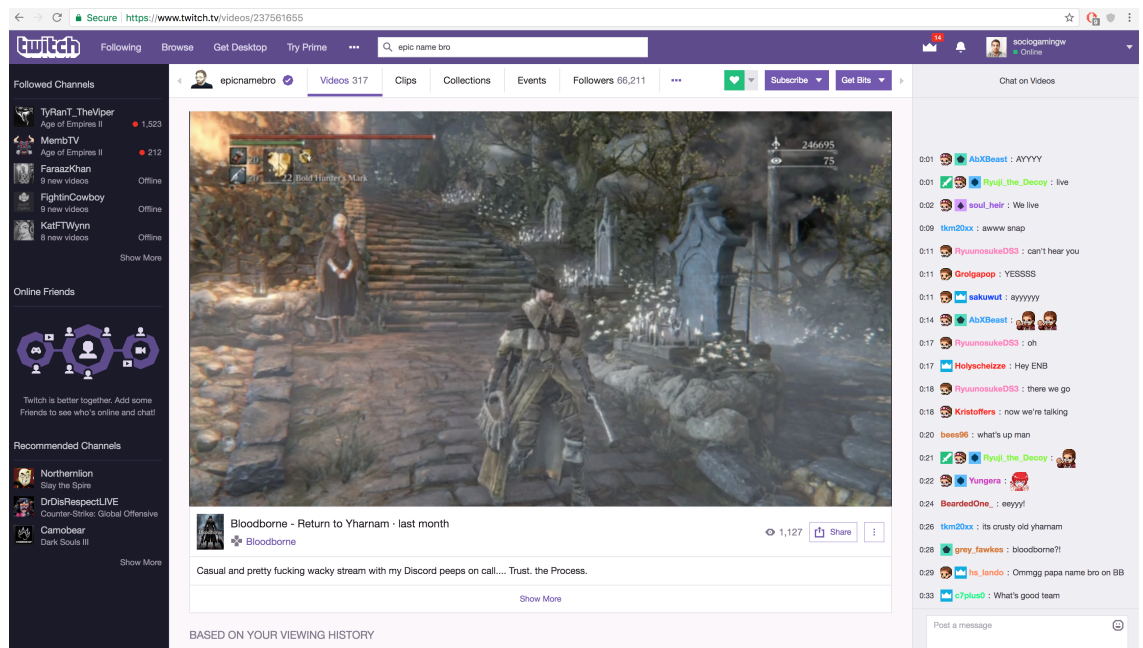 Secure https://www.twitch.tv/videos/237561655
twitch Following Browse Get Desktop Try Prime ••• epic name bro 14 sociogamingw
Online
Followed Channels
TyRanT_TheViper
Age of Empires II 1,523
MembTV
Age of Empires II 212
FaraazKhan
9 new videos Offline
FightinCowboy
9 new videos Offline
KatFTWynn
8 new videos Offline
Show More
Online Friends
Twitch is better together. Add some
Friends to see who's online and chat!
Recommended Channels
Northernlion
Slay the Spire
DrDisRespectLIVE
Counter-Strike: Global Offensive
Camobear
Dark Souls III
Show More
epicnamebro Videos 317 Clips Collections Events Followers 66,211 ••• Subscribe Get Bits
246695
75
20
20 22 Bold Hunter's Mark
Bloodborne - Return to Yharnam · last month
Bloodborne
1,127 Share
Casual and pretty fucking wacky stream with my Discord peeps on call.... Trust. the Process.
Show More
BASED ON YOUR VIEWING HISTORY
Chat on Videos
0:01 AbXBeast : AYYYY
0:01 Ryuji_the_Decoy : live
0:02 soul_heir : We live
0:09 tkm20xx : awww snap
0:11 RyuunosukeDS3 : can't hear you
0:11 Grolgapop : YESSSS
0:11 sakuwut : ayyyyyy
0:14 AbXBeast :
0:17 RyuunosukeDS3 : oh
0:17 Holyscheizze : Hey ENB
0:18 RyuunosukeDS3 : there we go
0:18 Kristoffers : now we're talking
0:20 bees96 : what's up man
0:21 Ryuji_the_Decoy :
0:22 Yungera :
0:24 BeardedOne_ : eeyyy!
0:26 tkm20xx : its crusty old yharnam
0:28 grey_fawkes : bloodborne?!
0:29 hs_lando : Ommgg papa name bro on BB
0:33 c7plus0 : What's good team
Post a message